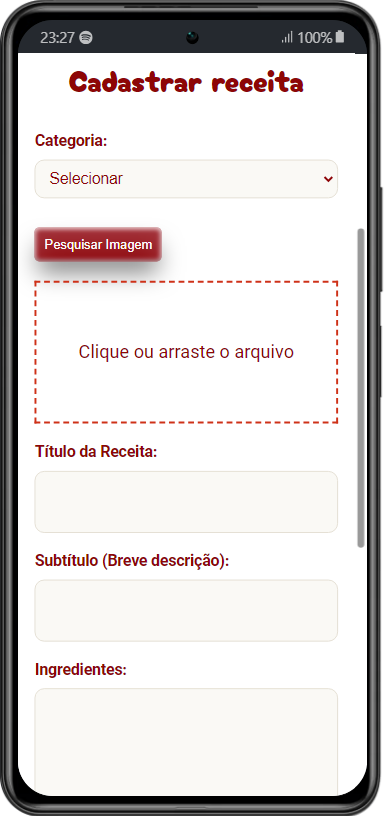 23:27 100%
Cadastrar receita
Categoria:
Selecionar
Pesquisar Imagem
Clique ou arraste o arquivo
Título da Receita:
Subtítulo (Breve descrição):
Ingredientes: